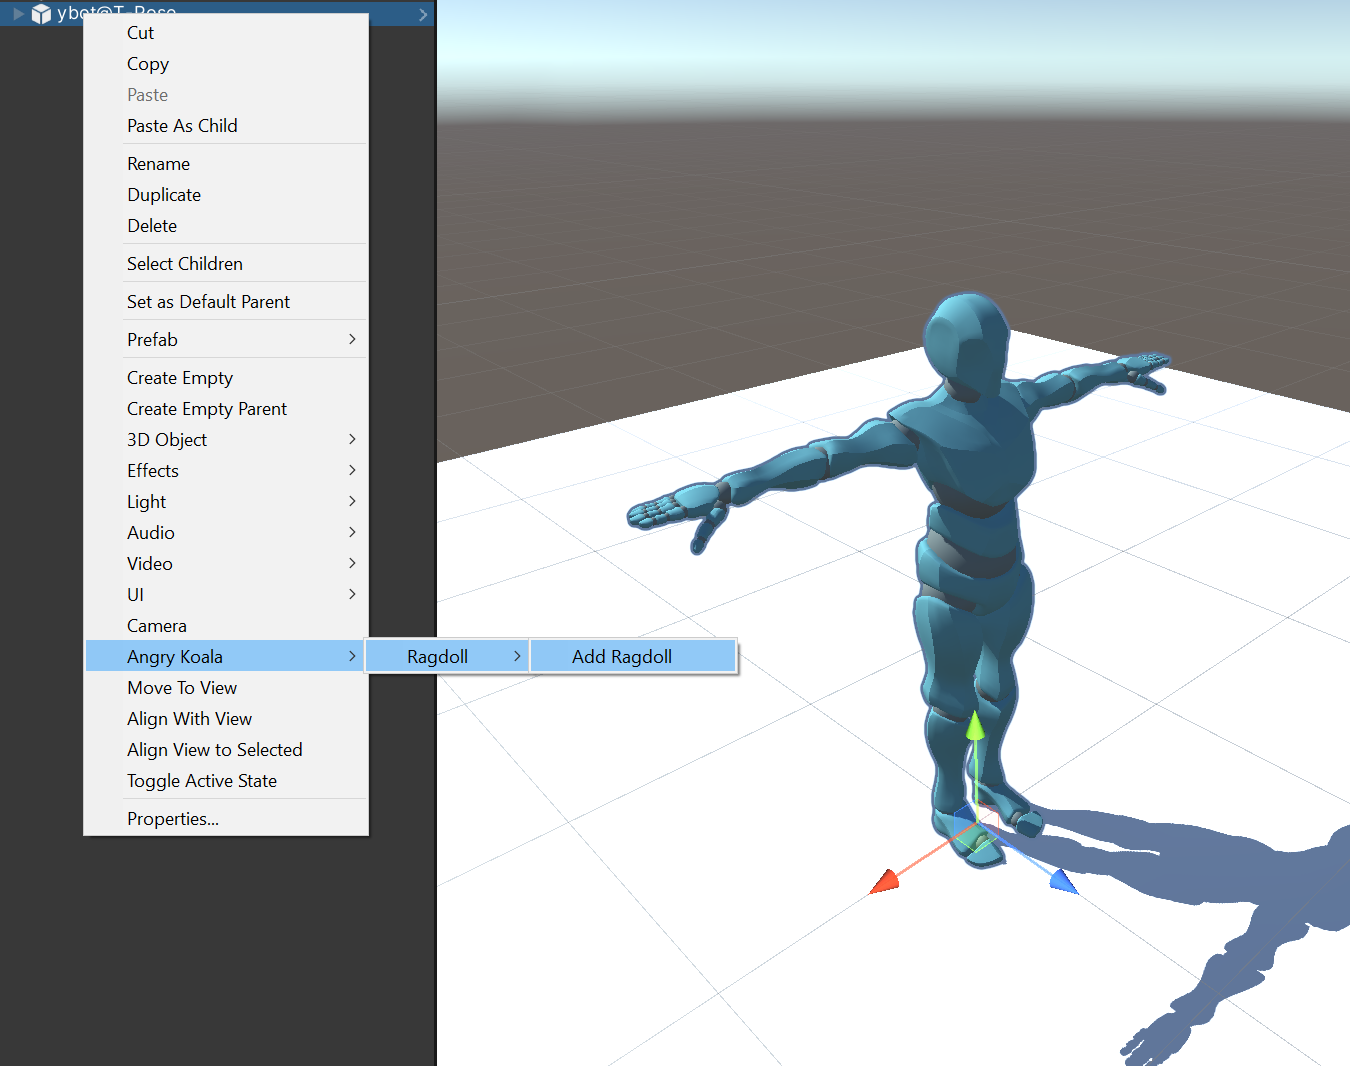 ybot@T-Pose
Cut
Copy
Paste
Paste As Child
Rename
Duplicate
Delete
Select Children
Set as Default Parent
Prefab
Create Empty
Create Empty Parent
3D Object
Effects
Light
Audio
Video
UI
Camera
Angry Koala
Ragdoll
Add Ragdoll
Move To View
Align With View
Align View to Selected
Toggle Active State
Properties...